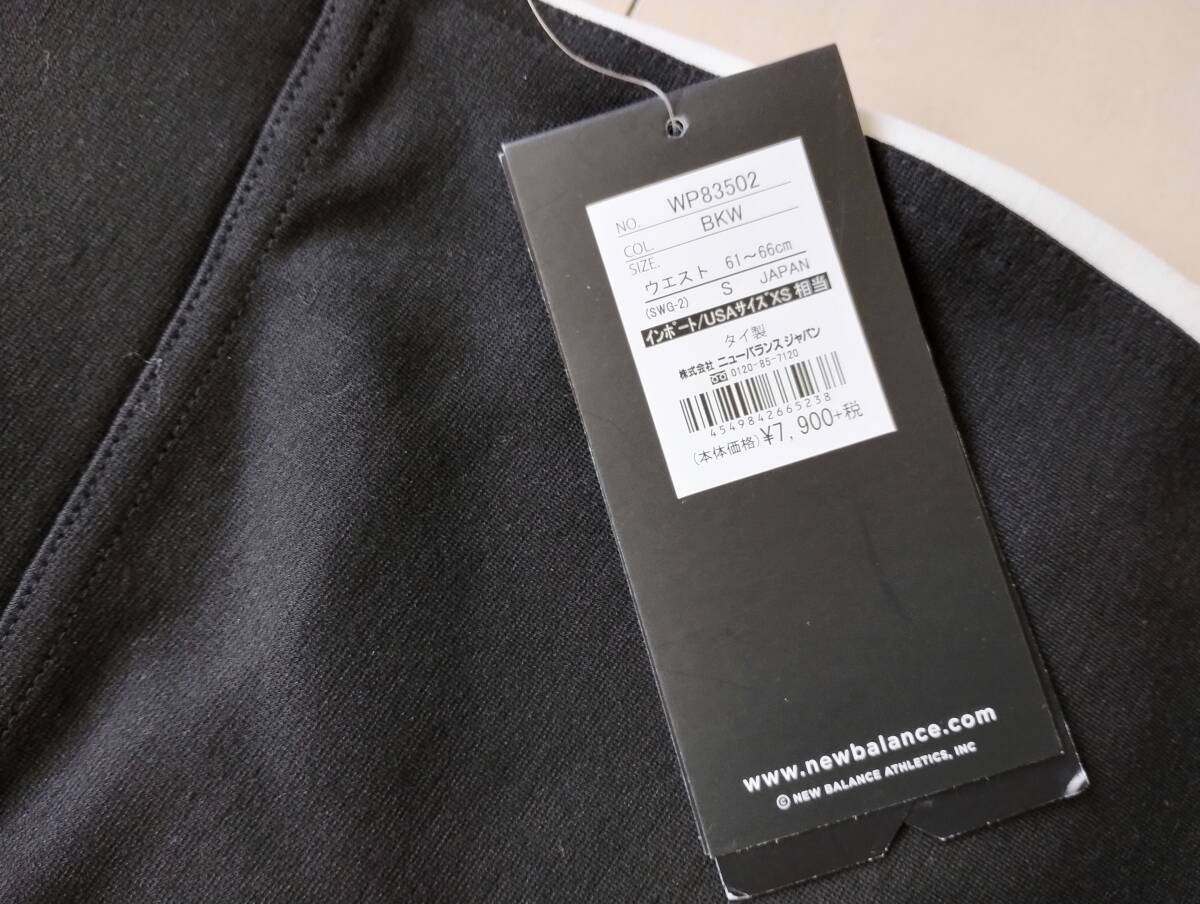 NO. WP83502
COL. BKW
SIZE.
ウエスト 61~66cm
(SWG-2) S JAPAN
インポート/USAサイズXS相当
タイ製
株式会社 ニューバランス ジャパン
0120-85-7120
4549842665238
(本体価格)¥7,900+税
www.newbalance.com
© NEW BALANCE ATHLETICS, INC